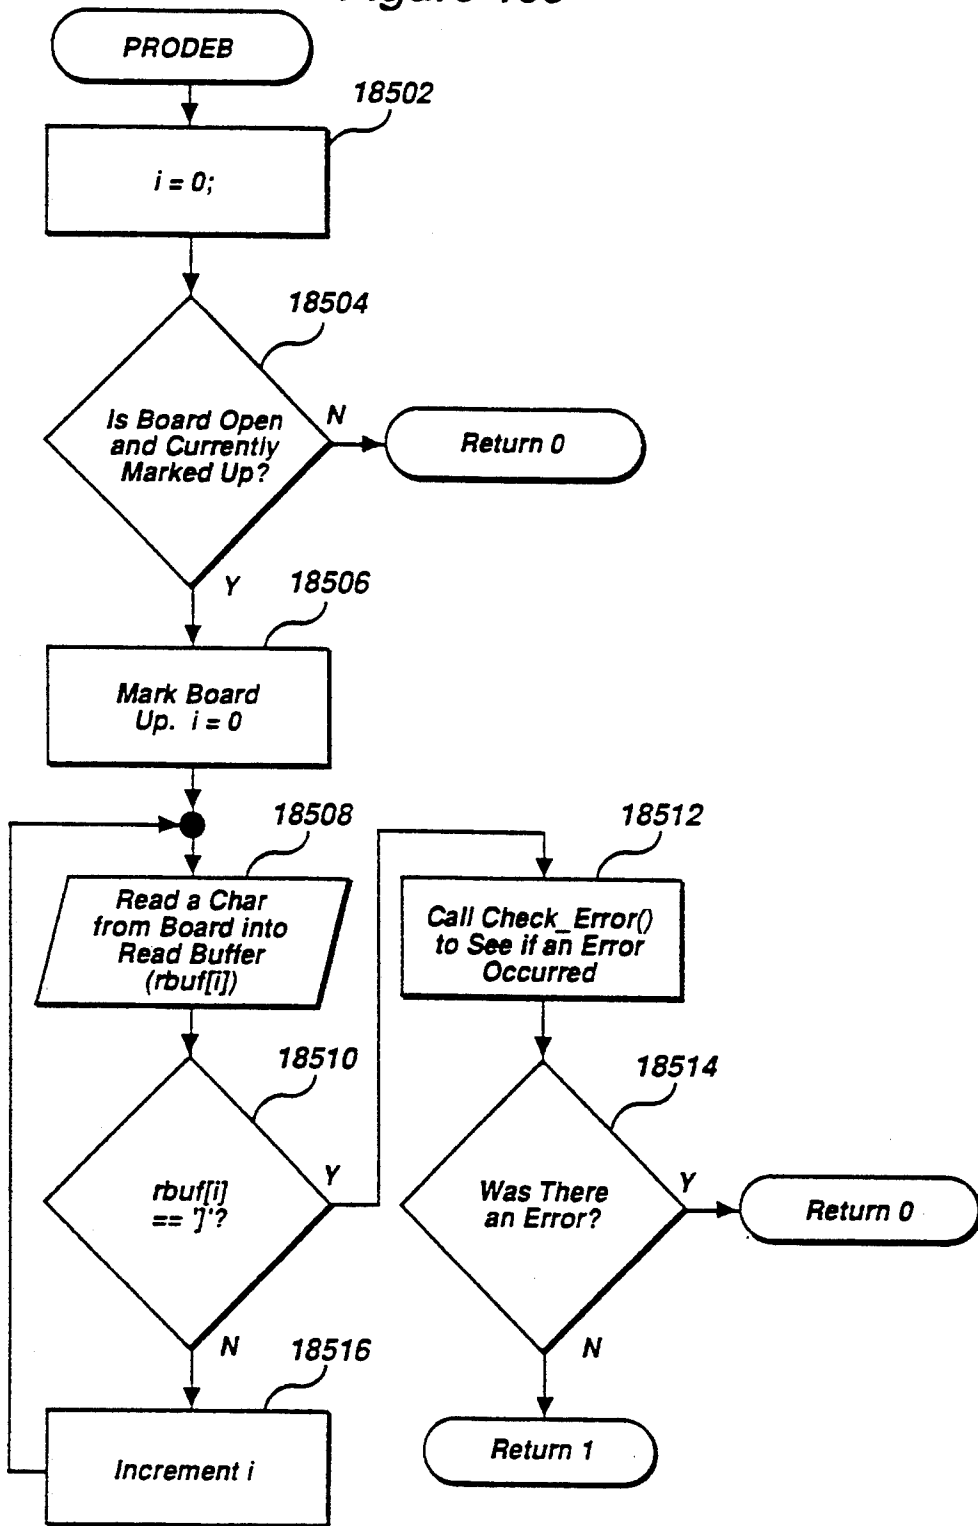 PRODEB
18502
i = 0;
18504
Is Board Open
and Currently
Marked Up?
N
Return 0
Y
18506
Mark Board
Up. i = 0
18508
Read a Char
from Board into
Read Buffer
(rbuf[i])
18512
Call Check_Error()
to See if an Error
Occurred
18510
rbuf[i]
== ']'?
Y
18514
Was There
an Error?
Y
Return 0
N
18516
Increment i
N
Return 1